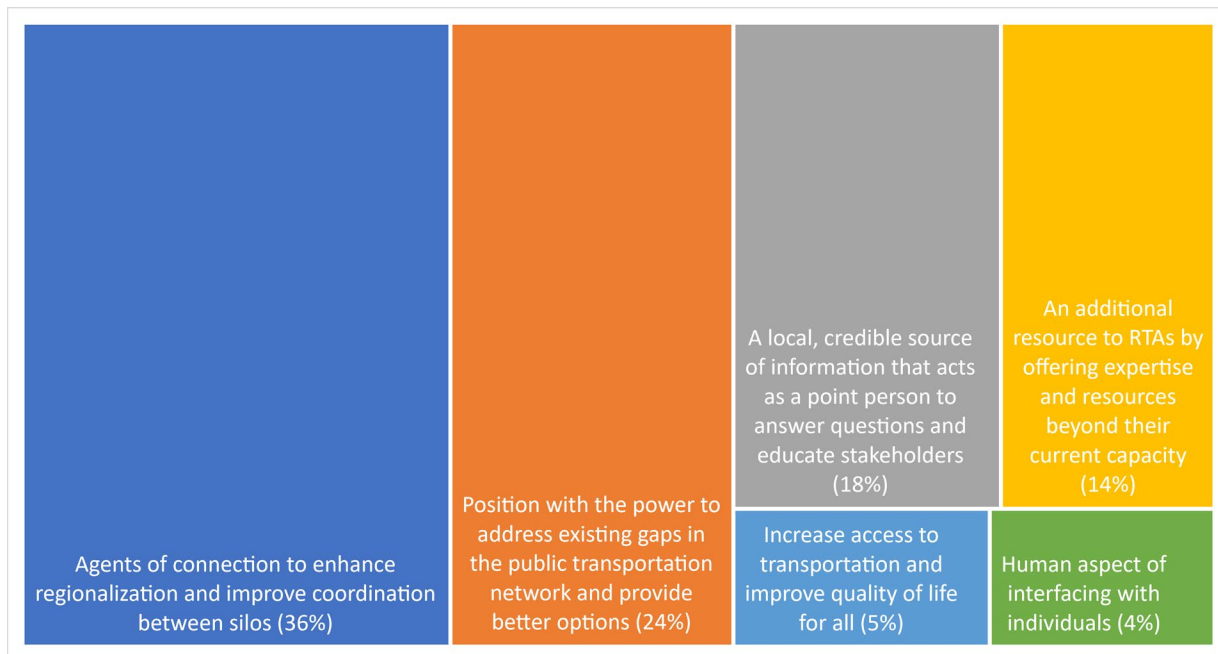 Agents of connection to enhance
regionalization and improve coordination
between silos (36%)
Position with the power to
address existing gaps in
the public transportation
network and provide
better options (24%)
A local, credible source
of information that acts
as a point person to
answer questions and
educate stakeholders
(18%)
An additional
resource to RTAs by
offering expertise
and resources
beyond their
current capacity
(14%)
Increase access to
transportation and
improve quality of life
for all (5%)
Human aspect of
interfacing with
individuals (4%)